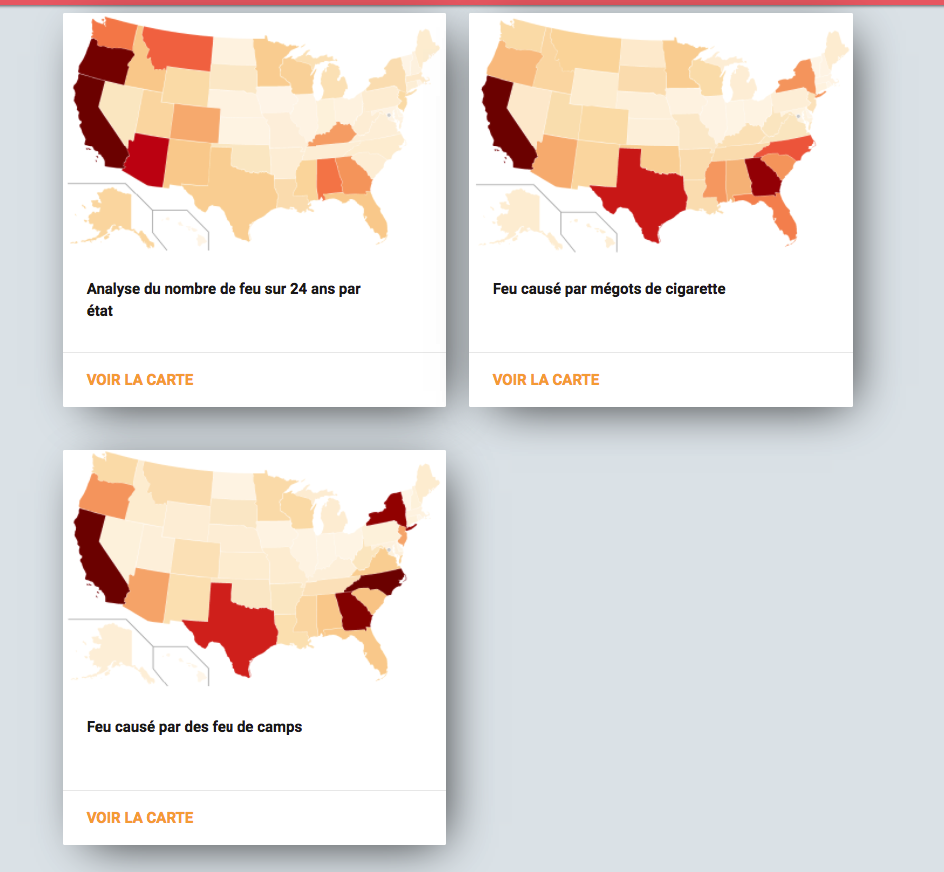 Analyse du nombre de feu sur 24 ans par
état
VOIR LA CARTE
Feu causé par mégots de cigarette
VOIR LA CARTE
Feu causé par des feu de camps
VOIR LA CARTE